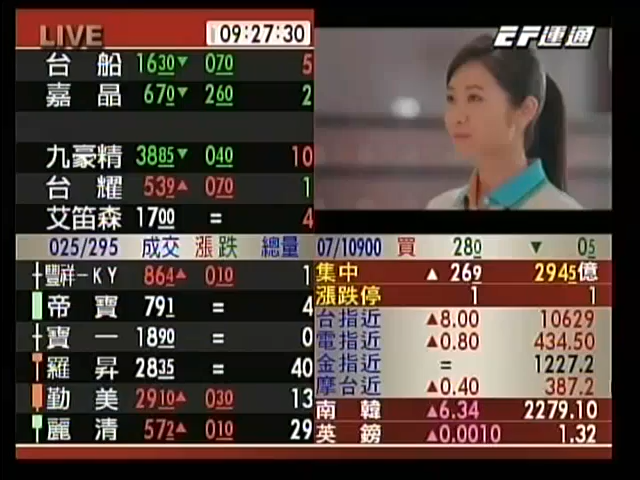 LIVE 09:27:30
EF運通
台 船 1630▼ 070 5
嘉 晶 670▼ 260 2
九豪精 3885▼ 040 10
台 耀 539▲ 070 1
艾笛森 1700 = 4
025/295 成交 漲跌 總量
豐祥一KY 864▲ 010 1
帝 寶 791 = 4
寶 一 1890 = 0
羅 昇 2835 = 40
勤 美 2910▲ 030 13
麗 清 572▲ 010 29
07/10900 買 280 ▼ 05
集中 ▲ 269 2945億
漲跌停 1 1
台指近 ▲8.00 10629
電指近 ▲0.80 434.50
金指近 = 1227.2
摩台近 ▲0.40 387.2
南 韓 ▲6.34 2279.10
英 鎊 ▲0.0010 1.32